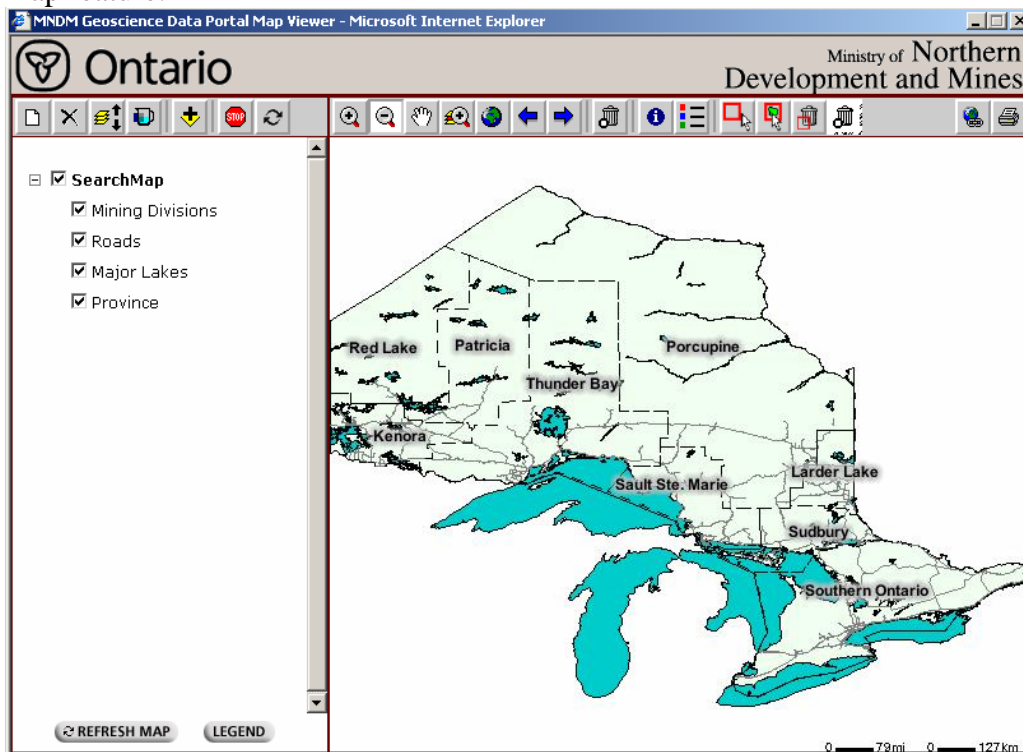 MNDM Geoscience Data Portal Map Viewer - Microsoft Internet Explorer
Ontario
Ministry of Northern
Development and Mines
STOP
SearchMap
Mining Divisions
Roads
Major Lakes
Province
Red Lake
Patricia
Porcupine
Thunder Bay
Kenora
Larder Lake
Sault Ste. Marie
Sudbury
Southern Ontario
REFRESH MAP
LEGEND
0 79mi 0 127km